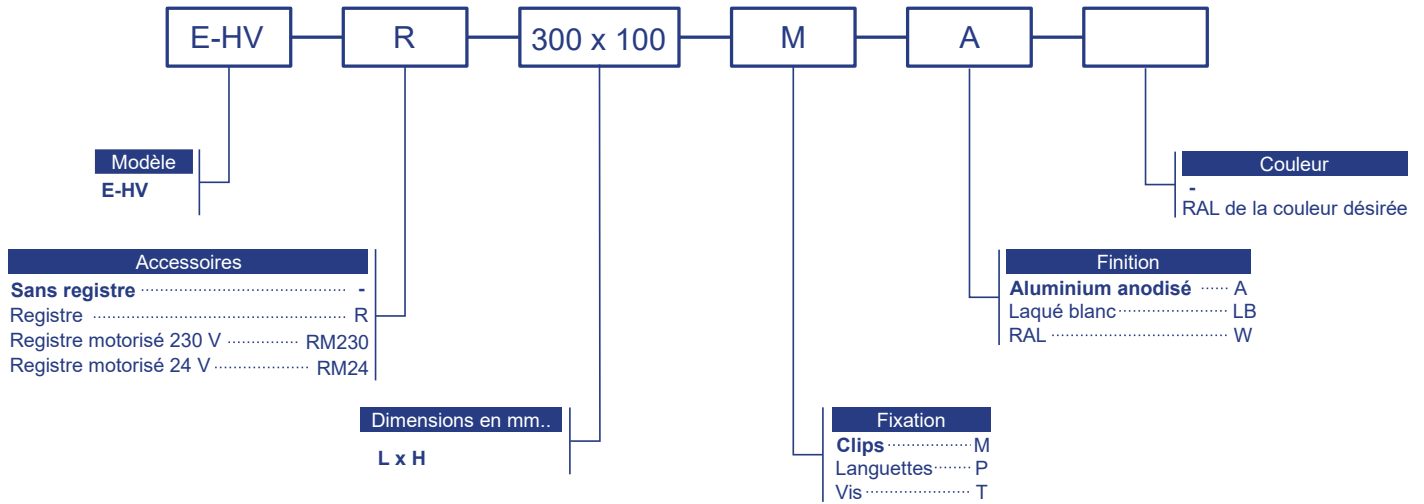 E-HV R 300 x 100 M A
Modèle
E-HV
Couleur
-
RAL de la couleur désirée
Accessoires
Sans registre -
Registre R
Registre motorisé 230 V RM230
Registre motorisé 24 V RM24
Finition
Aluminium anodisé A
Laqué blanc LB
RAL W
Dimensions en mm..
L x H
Fixation
Clips M
Languettes P
Vis T